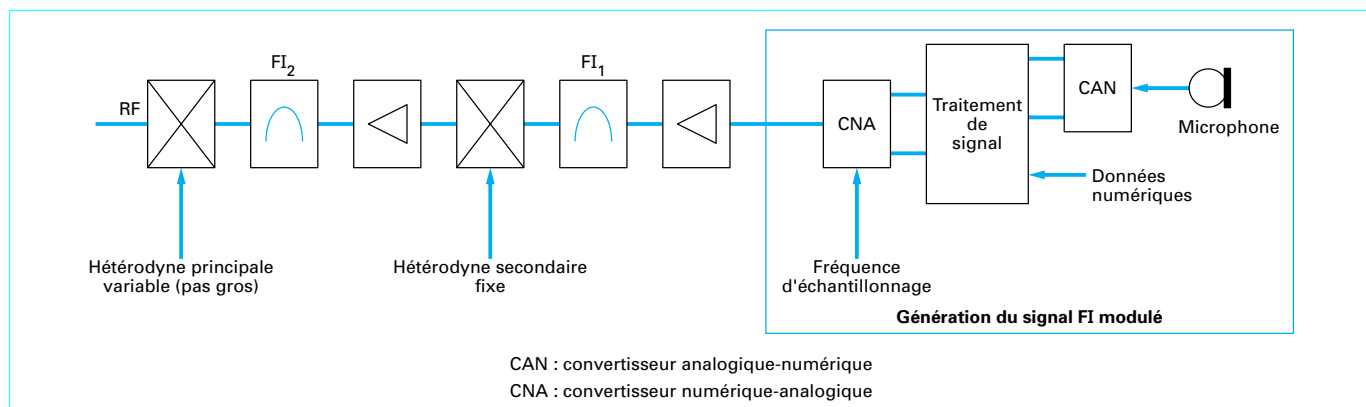 FI2
FI1
RF
CNA
Traitement
de
signal
CAN
Microphone
Données
numériques
Hétérodyne principale
variable (pas gros)
Hétérodyne secondaire
fixe
Fréquence
d'échantillonnage
Génération du signal FI modulé
CAN : convertisseur analogique-numérique
CNA : convertisseur numérique-analogique